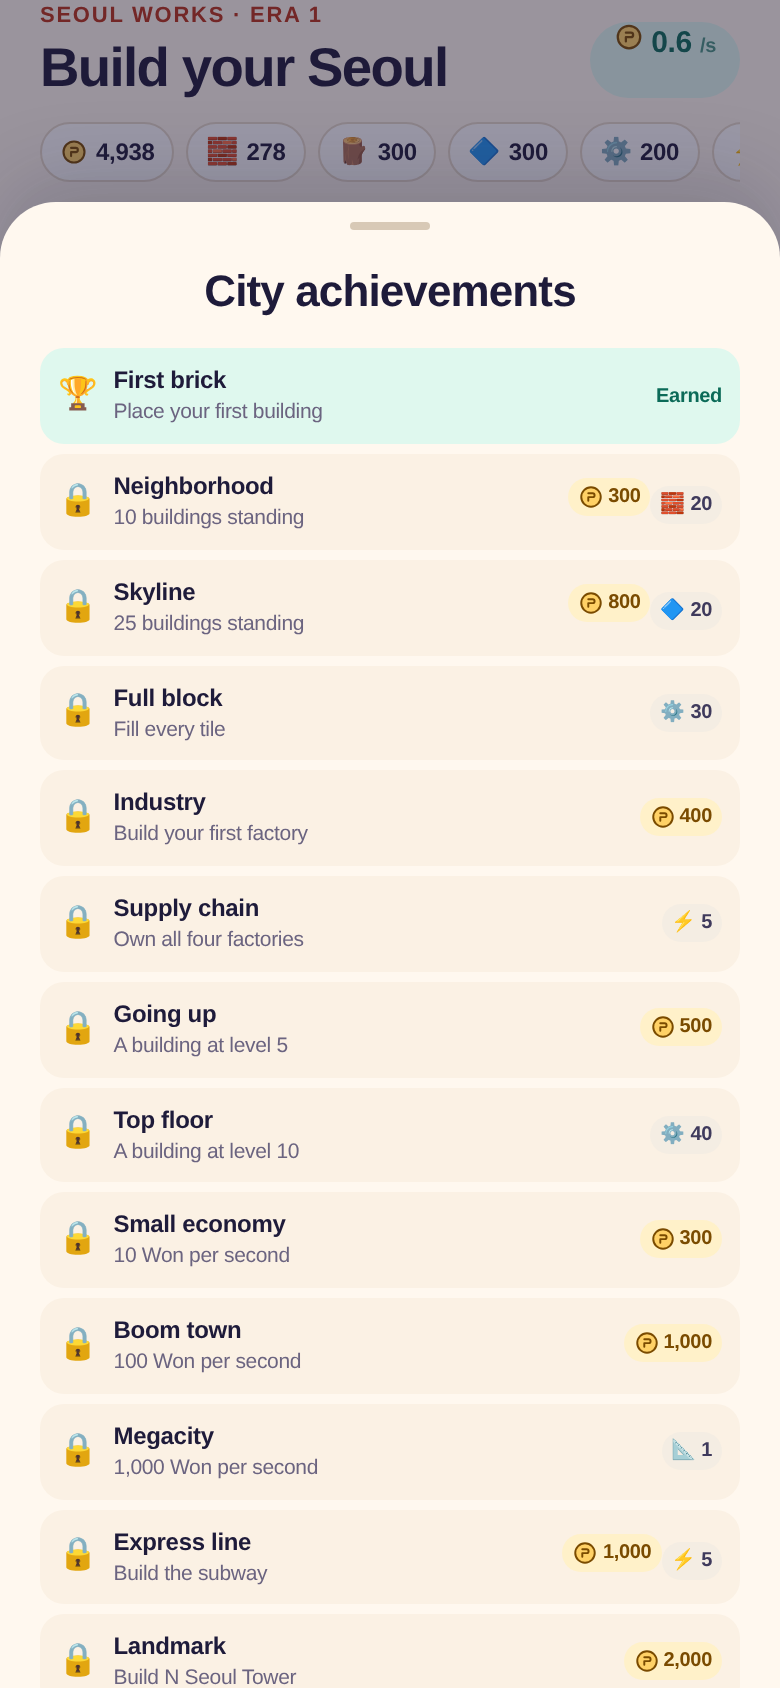 SEOUL WORKS · ERA 1
Build your Seoul
0.6 /s
4,938 278 300 300 200
City achievements
First brick
Place your first building
Earned
Neighborhood
10 buildings standing
300 20
Skyline
25 buildings standing
800 20
Full block
Fill every tile
30
Industry
Build your first factory
400
Supply chain
Own all four factories
5
Going up
A building at level 5
500
Top floor
A building at level 10
40
Small economy
10 Won per second
300
Boom town
100 Won per second
1,000
Megacity
1,000 Won per second
1
Express line
Build the subway
1,000 5
Landmark
Build N Seoul Tower
2,000